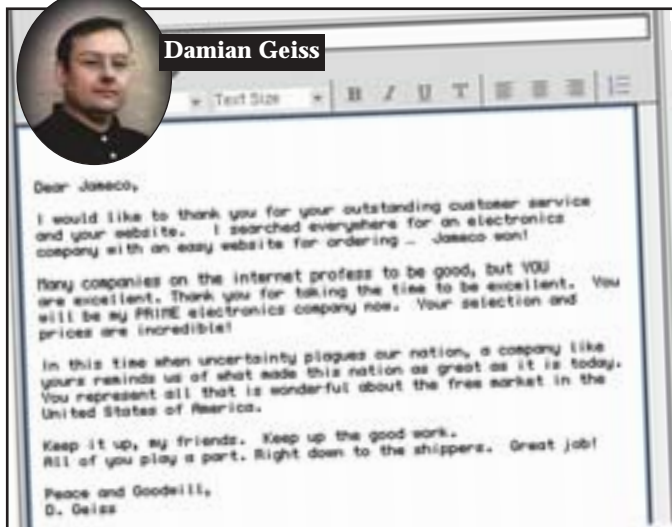 Damian Geiss
Text Size B I U T
Dear Jameco,
I would like to thank you for your outstanding customer service
and your website. I searched everywhere for an electronics
company with an easy website for ordering … Jameco won!
Many companies on the internet profess to be good, but YOU
are excellent. Thank you for taking the time to be excellent. You
will be my PRIME electronics company now. Your selection and
prices are incredible!
In this time when uncertainty plagues our nation, a company like
yours reminds us of what made this nation as great as it is today.
You represent all that is wonderful about the free market in the
United States of America.
Keep it up, my friends. Keep up the good work.
All of you play a part. Right down to the shippers. Great job!
Peace and Goodwill,
D. Geiss